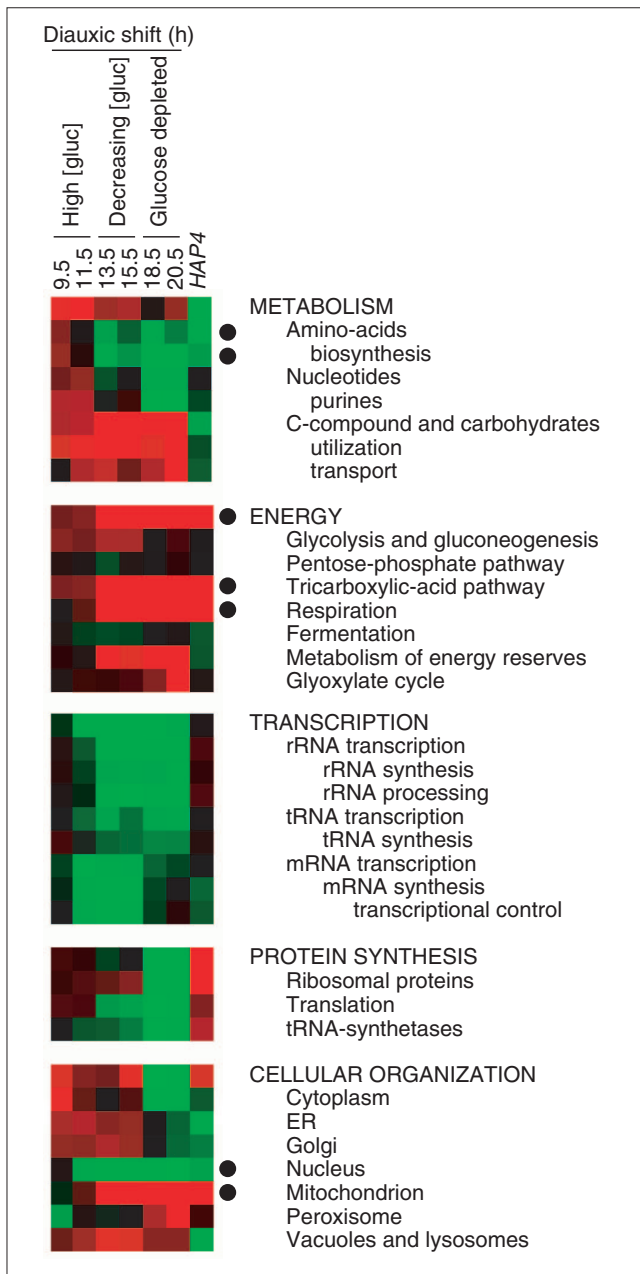 Diauxic shift (h)
High [gluc]
Decreasing [gluc]
Glucose depleted
9.5
11.5
13.5
15.5
18.5
20.5
HAP4
METABOLISM
Amino-acids
biosynthesis
Nucleotides
purines
C-compound and carbohydrates
utilization
transport
ENERGY
Glycolysis and gluconeogenesis
Pentose-phosphate pathway
Tricarboxylic-acid pathway
Respiration
Fermentation
Metabolism of energy reserves
Glyoxylate cycle
TRANSCRIPTION
rRNA transcription
rRNA synthesis
rRNA processing
tRNA transcription
tRNA synthesis
mRNA transcription
mRNA synthesis
transcriptional control
PROTEIN SYNTHESIS
Ribosomal proteins
Translation
tRNA-synthetases
CELLULAR ORGANIZATION
Cytoplasm
ER
Golgi
Nucleus
Mitochondrion
Peroxisome
Vacuoles and lysosomes